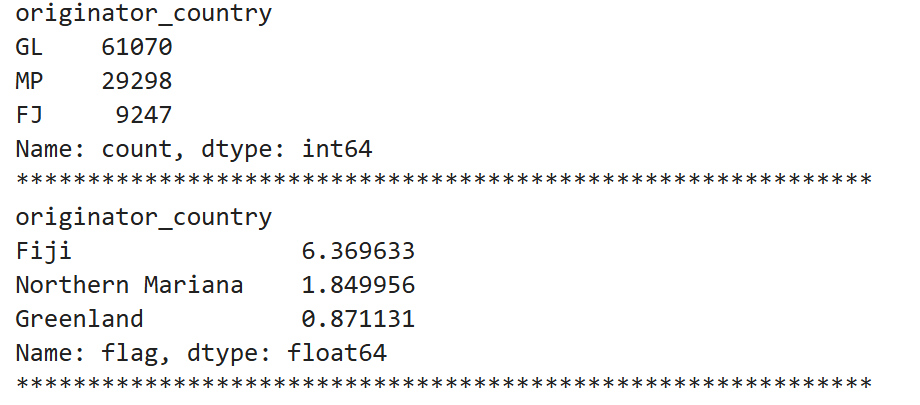 originator_country
GL    61070
MP    29298
FJ     9247
Name: count, dtype: int64
************************************************************
originator_country
Fiji                6.369633
Northern Mariana    1.849956
Greenland           0.871131
Name: flag, dtype: float64
************************************************************